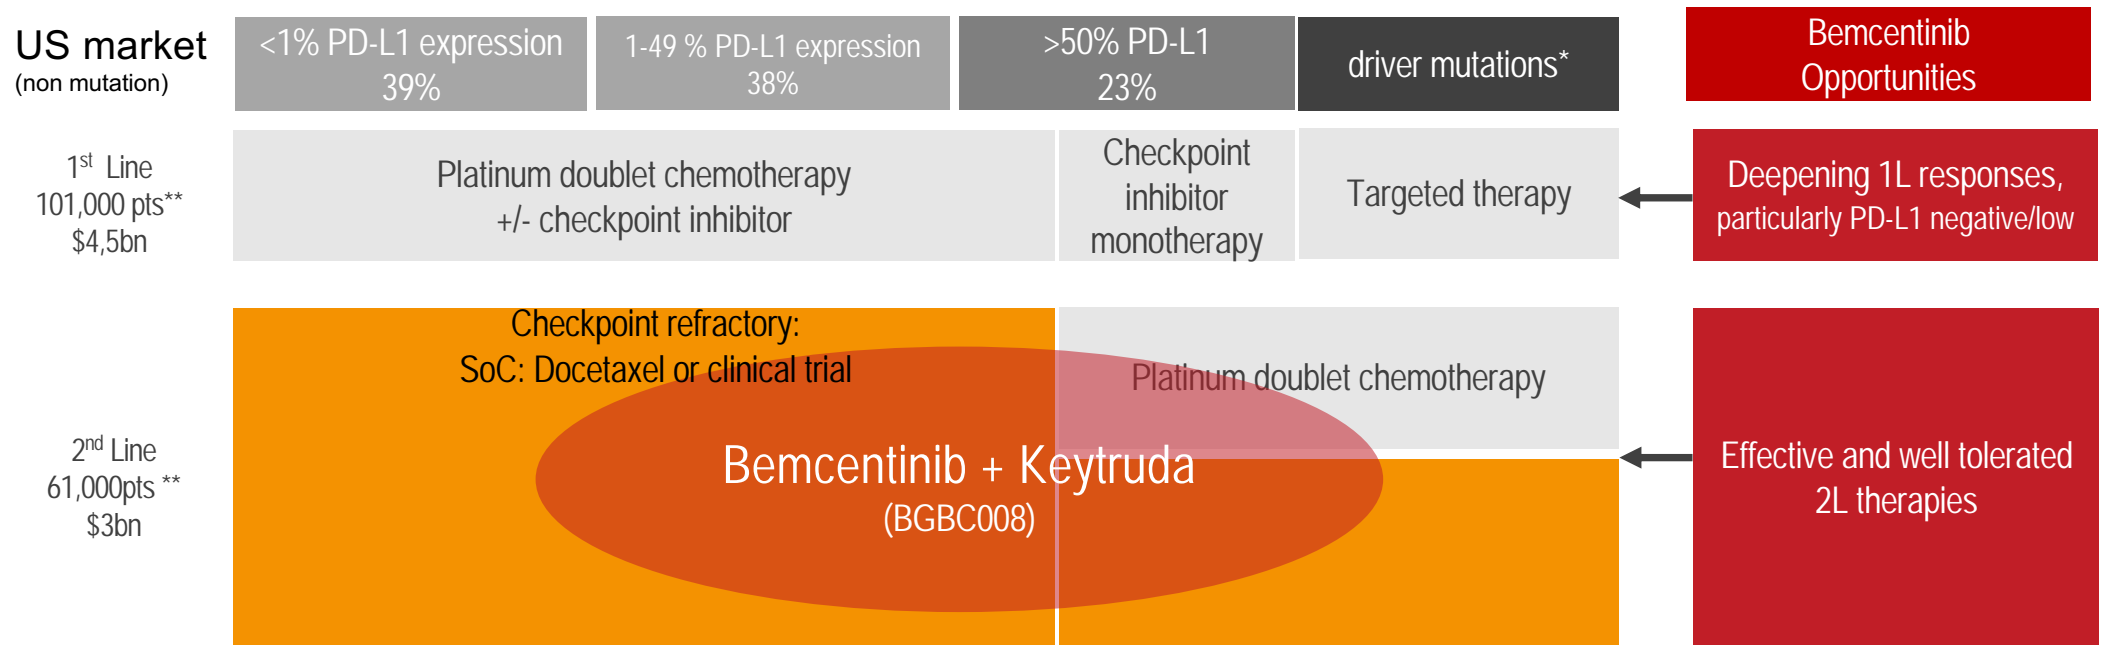 US market
(non mutation)
<1% PD-L1 expression
39%
1-49 % PD-L1 expression
38%
>50% PD-L1
23%
driver mutations*
Bemcentinib
Opportunities
1st Line
101,000 pts**
$4,5bn
Platinum doublet chemotherapy
+/- checkpoint inhibitor
Checkpoint
inhibitor
monotherapy
Targeted therapy
Deepening 1L responses,
particularly PD-L1 negative/low
2nd Line
61,000pts **
$3bn
Checkpoint refractory:
SoC: Docetaxel or clinical trial
Platinum doublet chemotherapy
Bemcentinib + Keytruda
(BGBC008)
Effective and well tolerated
2L therapies